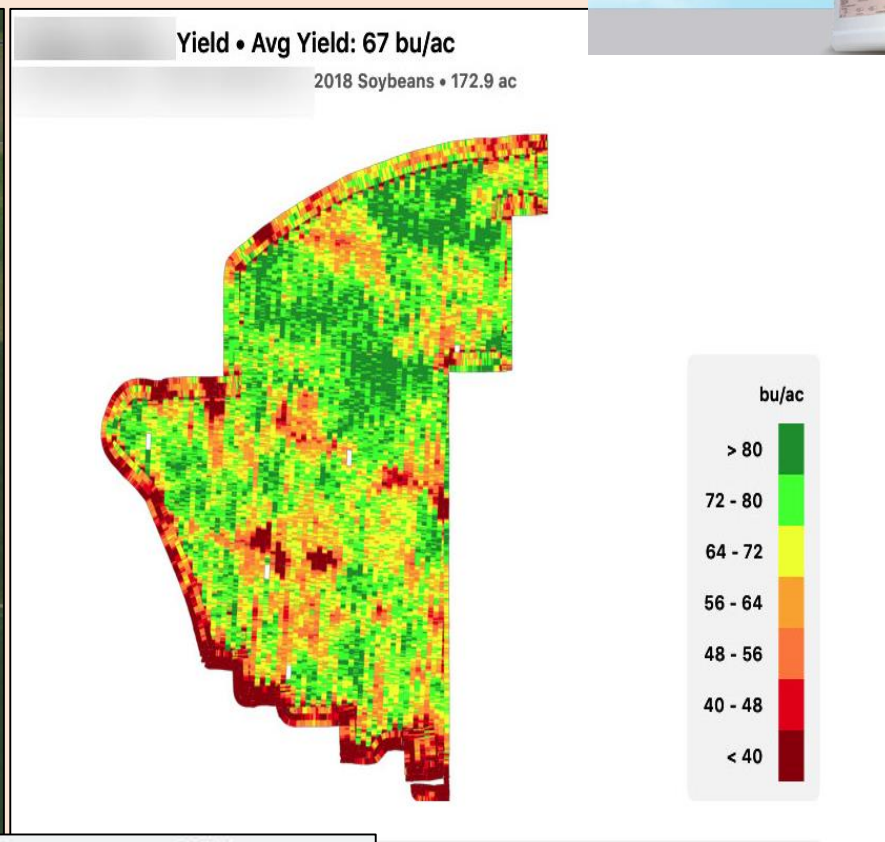 Yield • Avg Yield: 67 bu/ac
2018 Soybeans • 172.9 ac
bu/ac
> 80
72 - 80
64 - 72
56 - 64
48 - 56
40 - 48
< 40